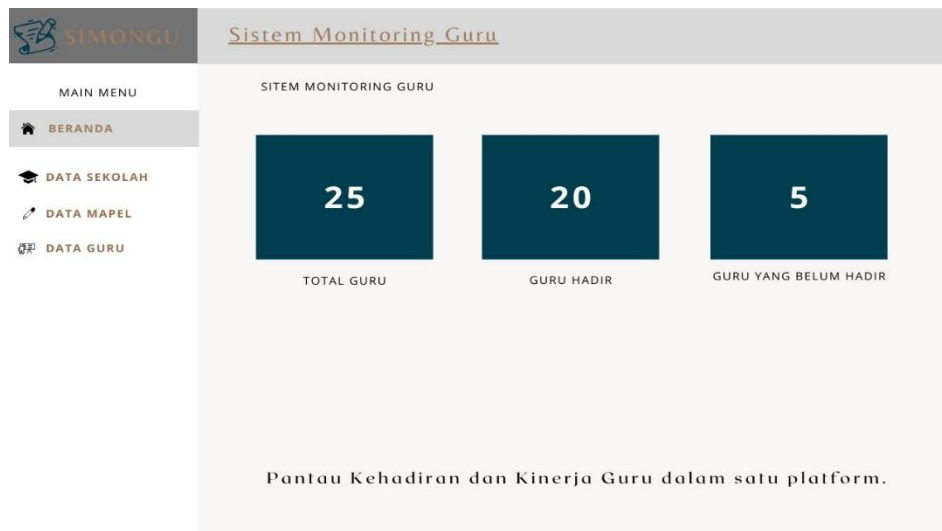 SIMONGU
Sistem Monitoring Guru
MAIN MENU
BERANDA
DATA SEKOLAH
DATA MAPEL
DATA GURU
SITEM MONITORING GURU
25
TOTAL GURU
20
GURU HADIR
5
GURU YANG BELUM HADIR
Pantau Kehadiran dan Kinerja Guru dalam satu platform.